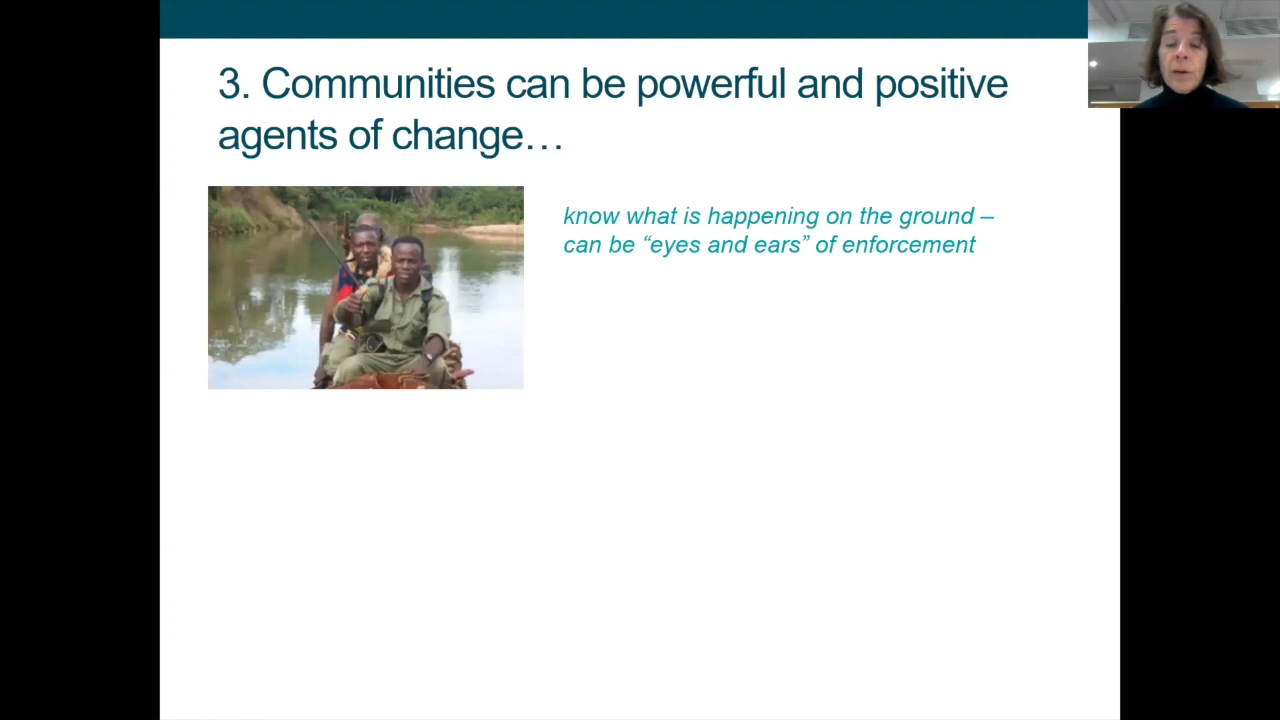 3. Communities can be powerful and positive
agents of change…
know what is happening on the ground –
can be “eyes and ears” of enforcement